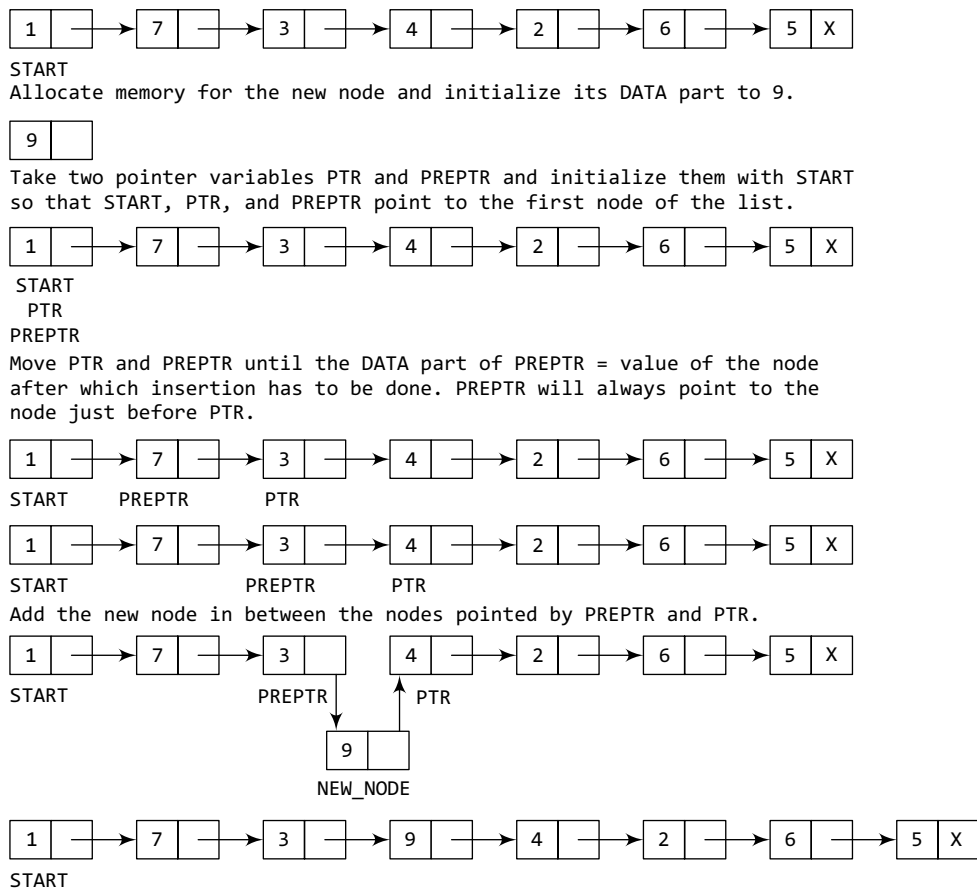 1 7 3 4 2 6 5 X
START
Allocate memory for the new node and initialize its DATA part to 9.
9
Take two pointer variables PTR and PREPTR and initialize them with START
so that START, PTR, and PREPTR point to the first node of the list.
1 7 3 4 2 6 5 X
START
PTR
PREPTR
Move PTR and PREPTR until the DATA part of PREPTR = value of the node
after which insertion has to be done. PREPTR will always point to the
node just before PTR.
1 7 3 4 2 6 5 X
START PREPTR PTR
1 7 3 4 2 6 5 X
START PREPTR PTR
Add the new node in between the nodes pointed by PREPTR and PTR.
1 7 3 4 2 6 5 X
START PREPTR PTR
9
NEW_NODE
1 7 3 9 4 2 6 5 X
START